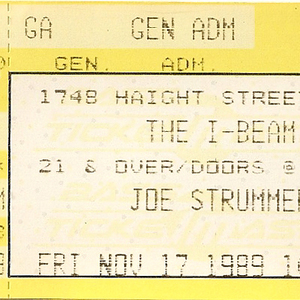 GA GEN ADM
GEN. ADM.
1748 HAIGHT STREET
THE I-BEAM
21 & OVER/DOORS @
JOE STRUMMER
FRI NOV 17 1989 1